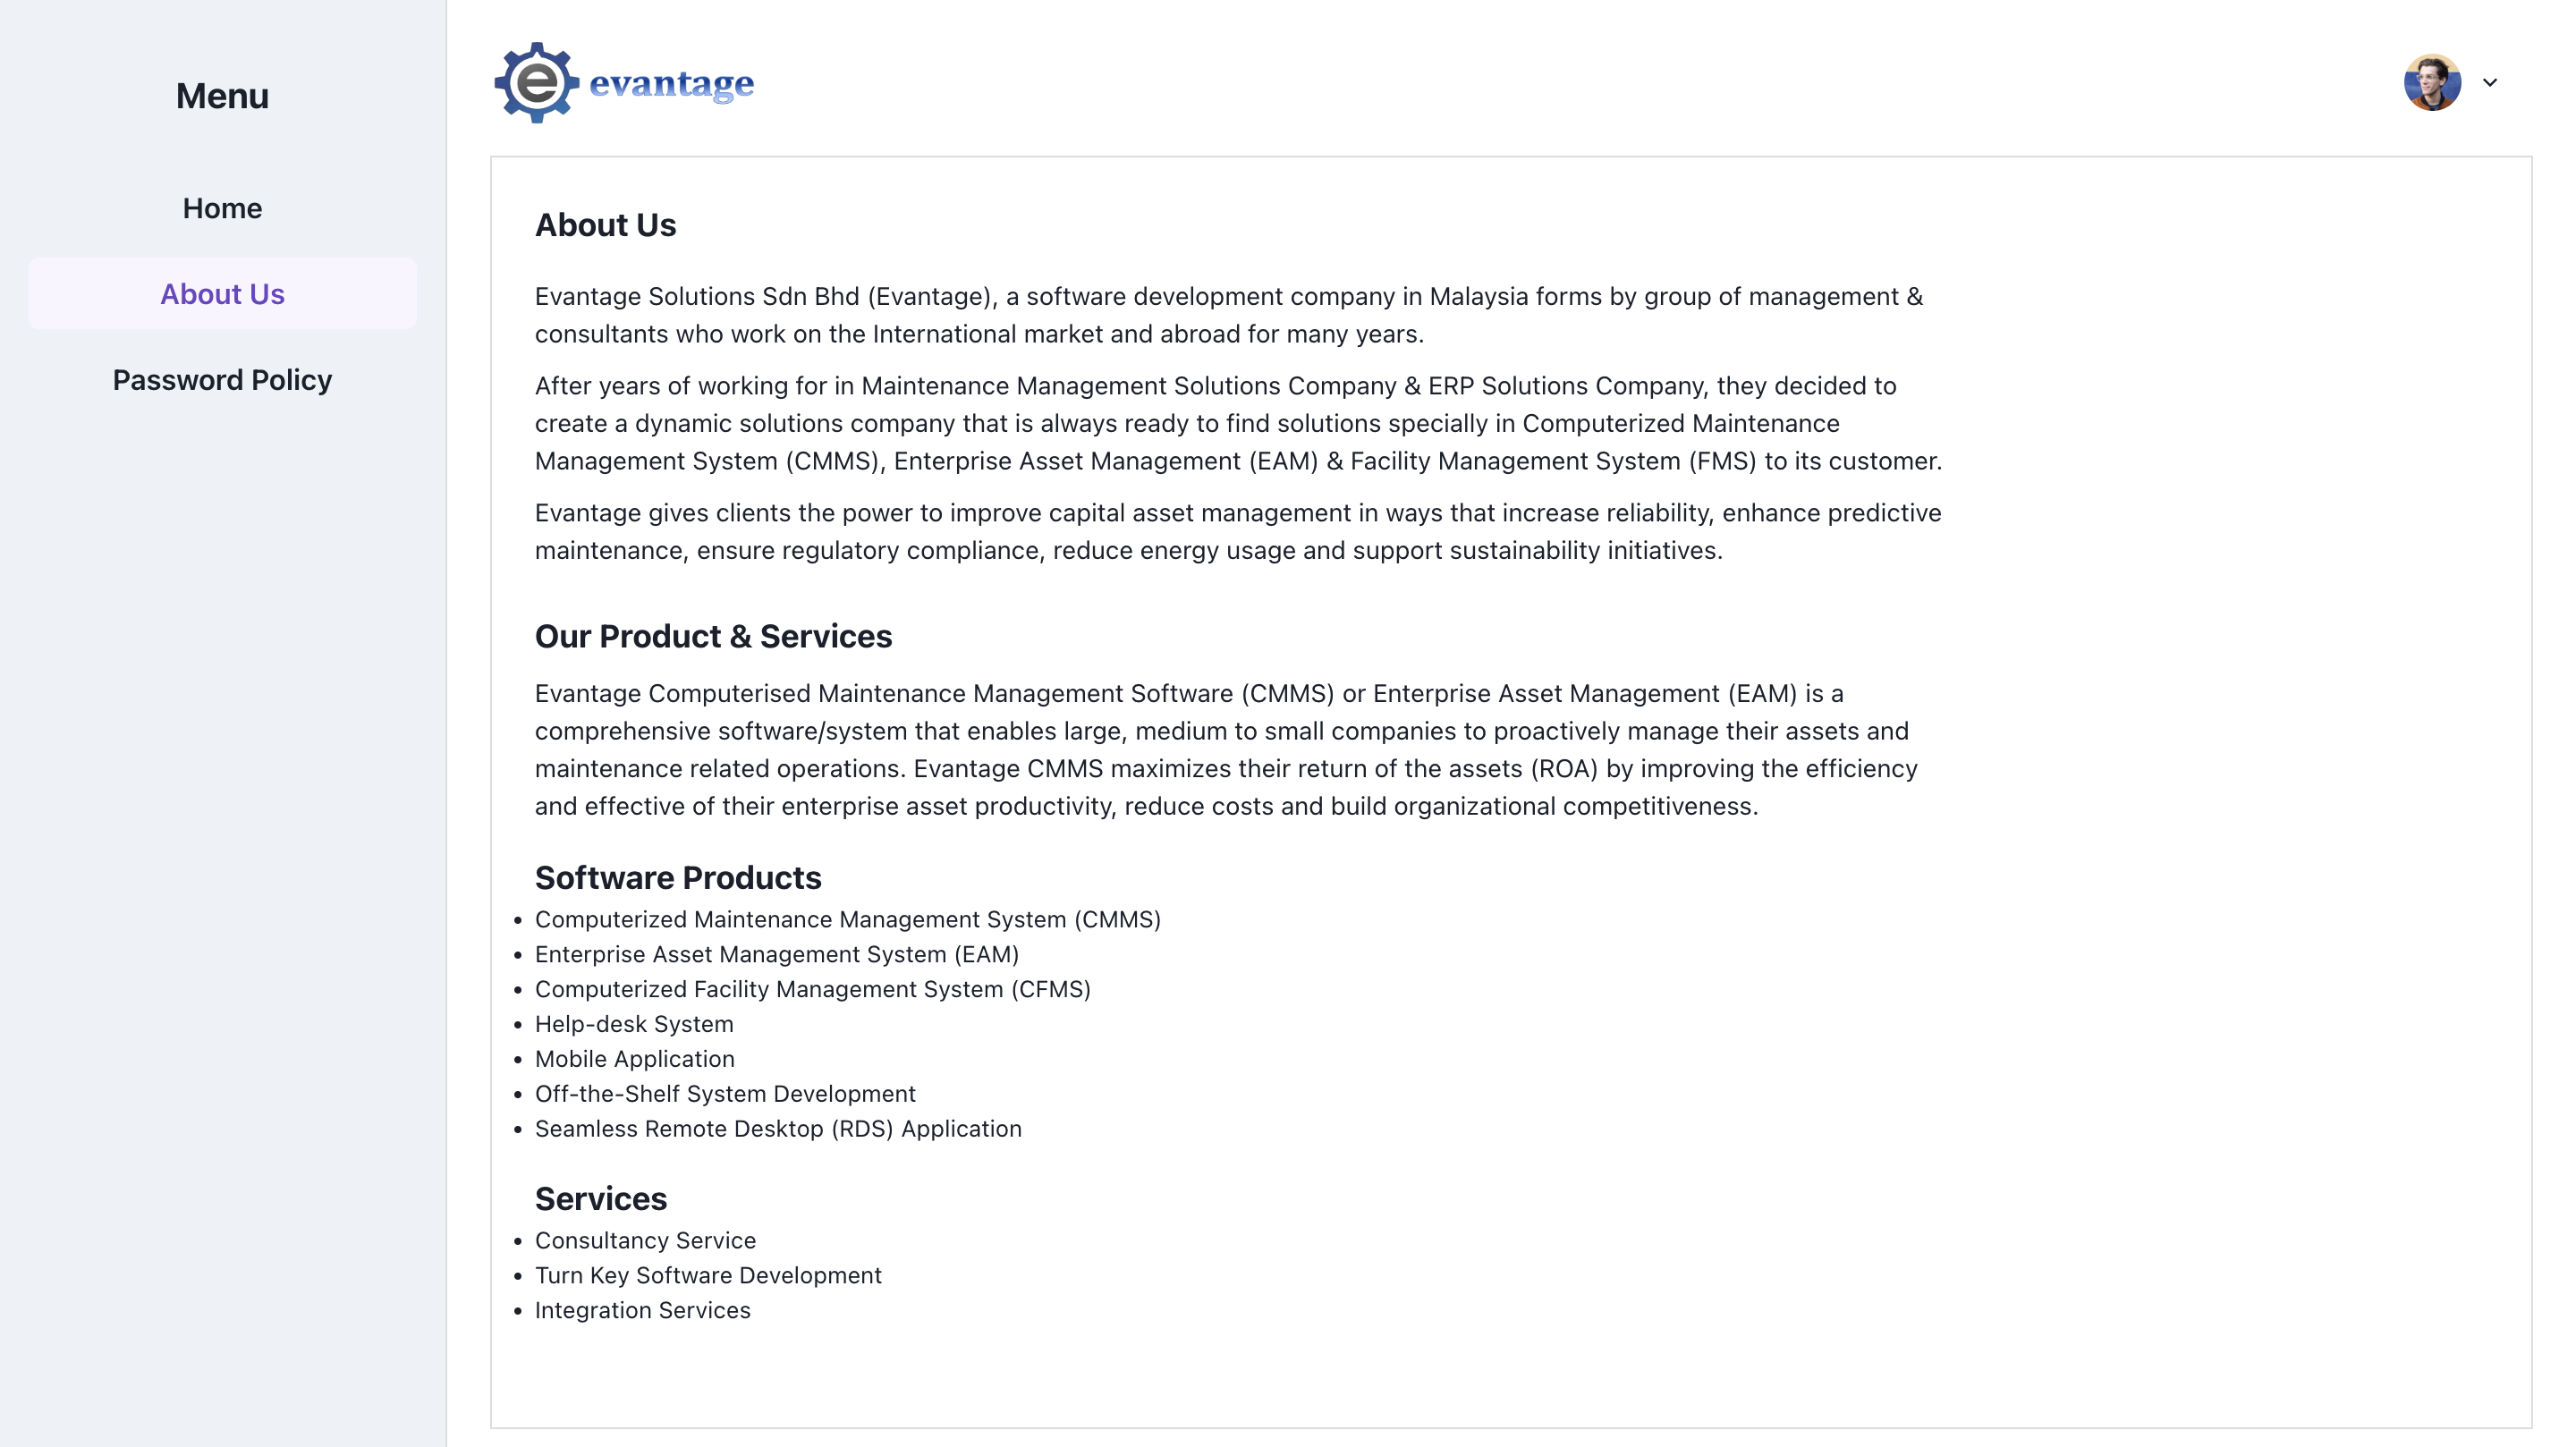 Menu
Home
About Us
Password Policy
e evantage
About Us
Evantage Solutions Sdn Bhd (Evantage), a software development company in Malaysia forms by group of management &
consultants who work on the International market and abroad for many years.
After years of working for in Maintenance Management Solutions Company & ERP Solutions Company, they decided to
create a dynamic solutions company that is always ready to find solutions specially in Computerized Maintenance
Management System (CMMS), Enterprise Asset Management (EAM) & Facility Management System (FMS) to its customer.
Evantage gives clients the power to improve capital asset management in ways that increase reliability, enhance predictive
maintenance, ensure regulatory compliance, reduce energy usage and support sustainability initiatives.
Our Product & Services
Evantage Computerised Maintenance Management Software (CMMS) or Enterprise Asset Management (EAM) is a
comprehensive software/system that enables large, medium to small companies to proactively manage their assets and
maintenance related operations. Evantage CMMS maximizes their return of the assets (ROA) by improving the efficiency
and effective of their enterprise asset productivity, reduce costs and build organizational competitiveness.
Software Products
• Computerized Maintenance Management System (CMMS)
• Enterprise Asset Management System (EAM)
• Computerized Facility Management System (CFMS)
• Help-desk System
• Mobile Application
• Off-the-Shelf System Development
• Seamless Remote Desktop (RDS) Application
Services
• Consultancy Service
• Turn Key Software Development
• Integration Services